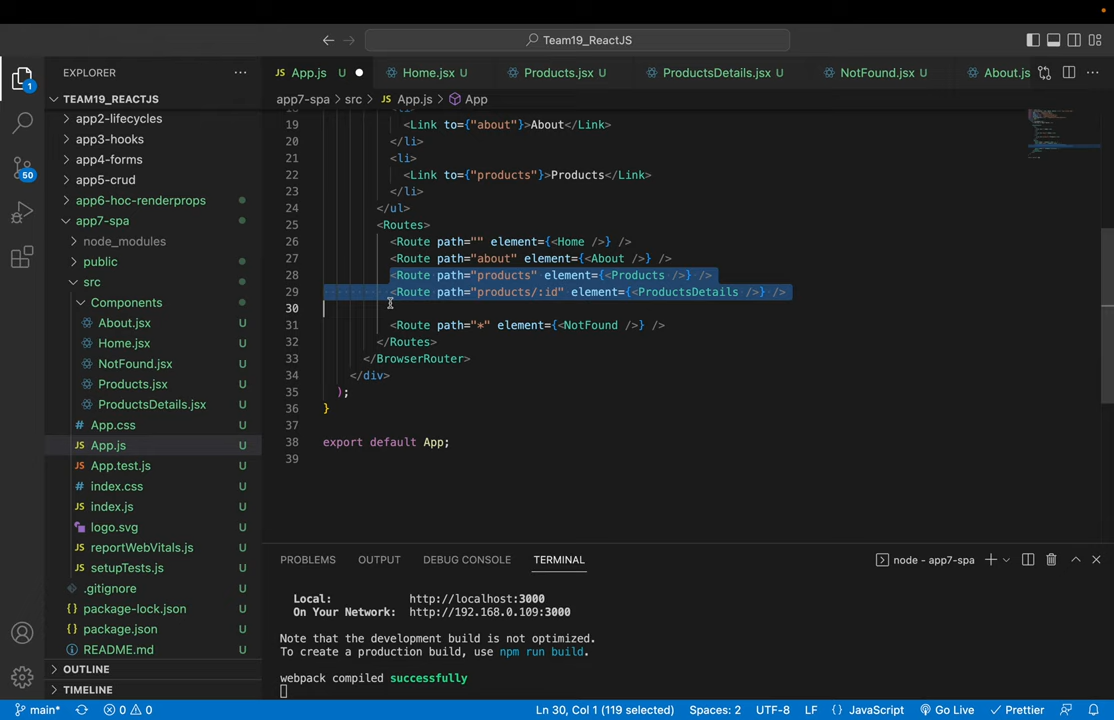 Team19_ReactJS
EXPLORER
App.js U
Home.jsx U
Products.jsx U
ProductsDetails.jsx U
NotFound.jsx U
About.js
TEAM19_REACTJS
app7-spa > src > App.js > App
app2-lifecycles
app3-hooks
app4-forms
app5-crud
app6-hoc-renderprops
app7-spa
node_modules
public
src
Components
About.jsx U
Home.jsx U
NotFound.jsx U
Products.jsx U
ProductsDetails.jsx U
App.css U
App.js U
App.test.js U
index.css U
index.js U
logo.svg U
reportWebVitals.js U
setupTests.js U
.gitignore U
package-lock.json U
package.json U
README.md U
OUTLINE
TIMELINE
1
50
18 <li>
19 <Link to={"about"}>About</Link>
20 </li>
21 <li>
22 <Link to={"products"}>Products</Link>
23 </li>
24 </ul>
25 <Routes>
26 <Route path="" element={<Home />} />
27 <Route path="about" element={<About />} />
28 <Route path="products" element={<Products />} />
29 <Route path="products/:id" element={<ProductsDetails />} />
30
31 <Route path="*" element={<NotFound />} />
32 </Routes>
33 </BrowserRouter>
34 </div>
35 );
36 }
37
38 export default App;
39
PROBLEMS OUTPUT DEBUG CONSOLE TERMINAL
node - app7-spa
Local: http://localhost:3000
On Your Network: http://192.168.0.109:3000
Note that the development build is not optimized.
To create a production build, use npm run build.
webpack compiled successfully
main* 0 0 Ln 30, Col 1 (119 selected) Spaces: 2 UTF-8 LF {} JavaScript Go Live Prettier